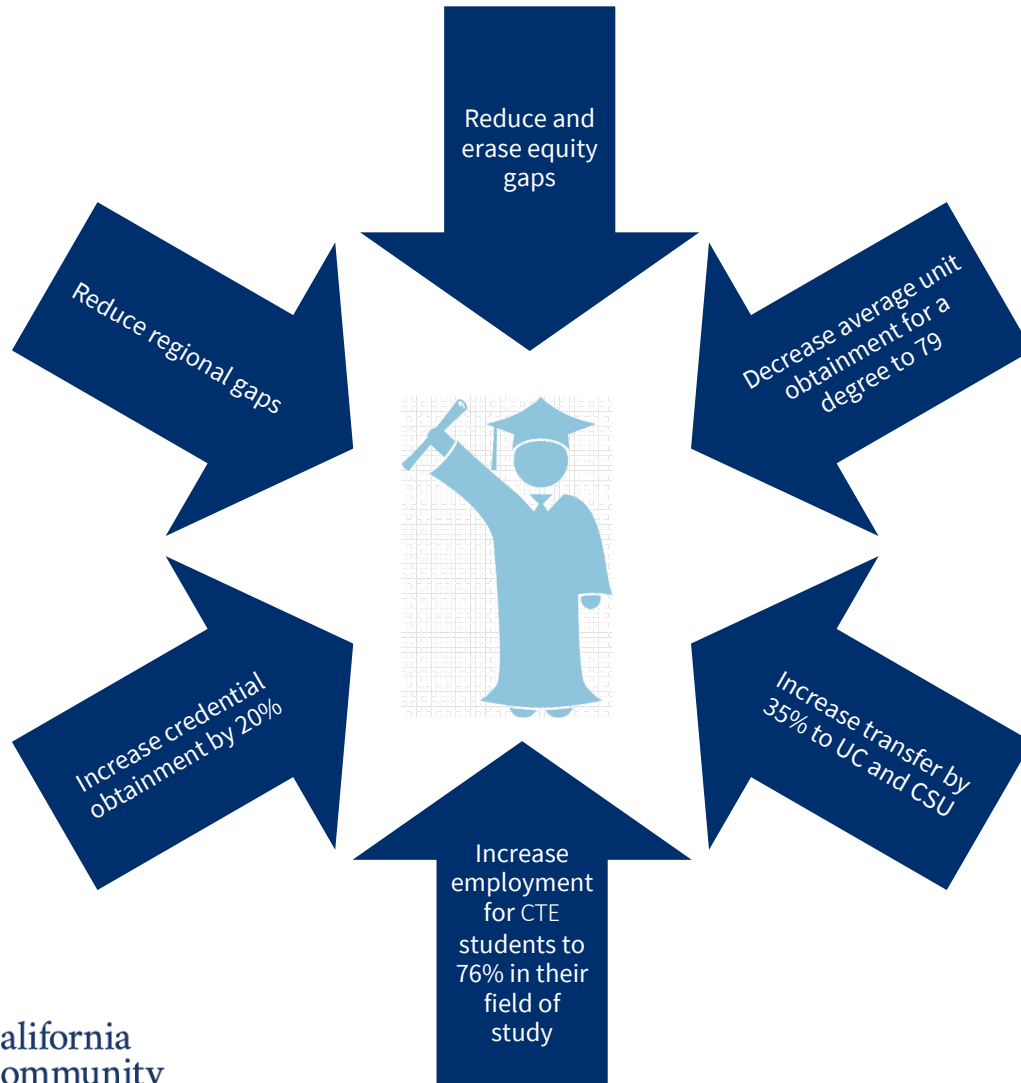 Reduce and
erase equity
gaps
Reduce regional gaps
Decrease average unit
obtainment for a
degree to 79
Increase credential
obtainment by 20%
Increase transfer by
35% to UC and CSU
Increase
employment
for CTE
students to
76% in their
field of
study
alifornia
ommunity